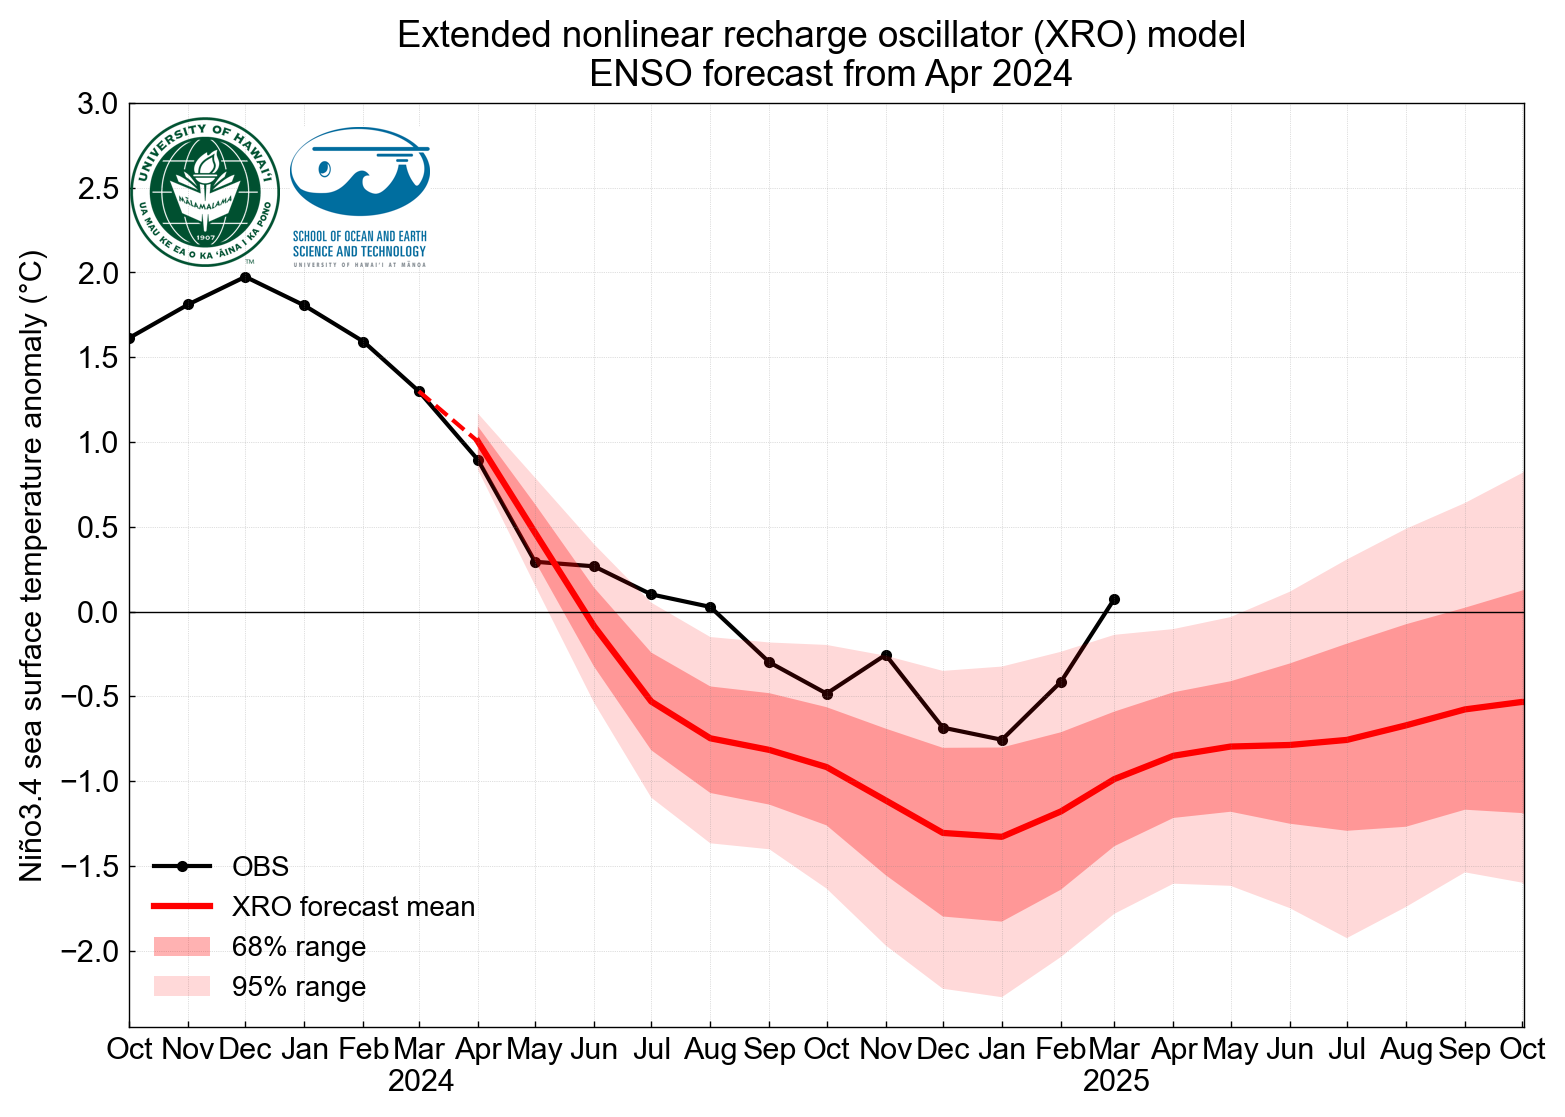 Extended nonlinear recharge oscillator (XRO) model
ENSO forecast from Apr 2024
Niño3.4 sea surface temperature anomaly (°C)
3.0
2.5
2.0
1.5
1.0
0.5
0.0
−0.5
−1.0
−1.5
−2.0
UNIVERSITY OF HAWAI‘I
MĀLAMALAMA
1907
UA MAU KE EA O KA ‘ĀINA I KA PONO
TM
SCHOOL OF OCEAN AND EARTH
SCIENCE AND TECHNOLOGY
UNIVERSITY OF HAWAI‘I AT MĀNOA
OBS
XRO forecast mean
68% range
95% range
Oct Nov Dec Jan Feb Mar Apr May Jun Jul Aug Sep Oct Nov Dec Jan Feb Mar Apr May Jun Jul Aug Sep Oct
2024 2025